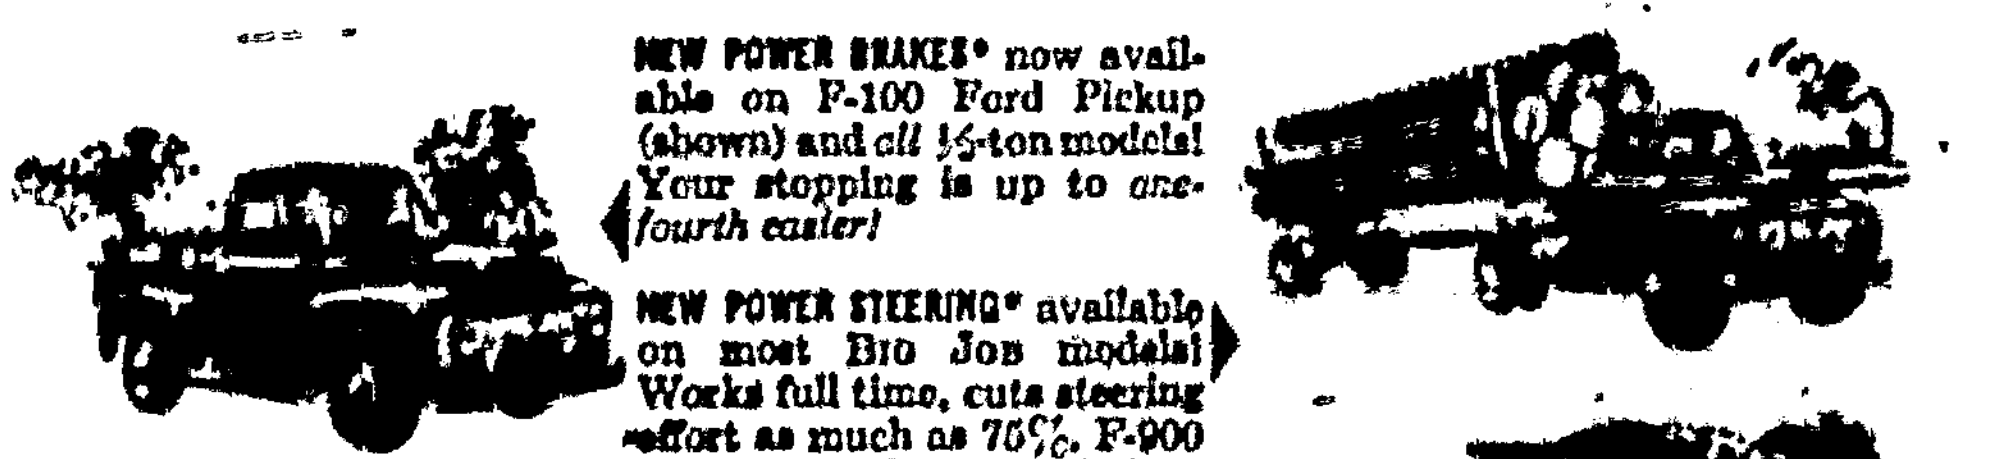 NEW POWER BRAKES* now avail-
able on F-100 Ford Pickup
(shown) and all ½-ton models!
Your stopping is up to one-
fourth easier!
NEW POWER STEERING* available
on most BIG JOB models!
Works full time, cuts steering
effort as much as 75%. F-900